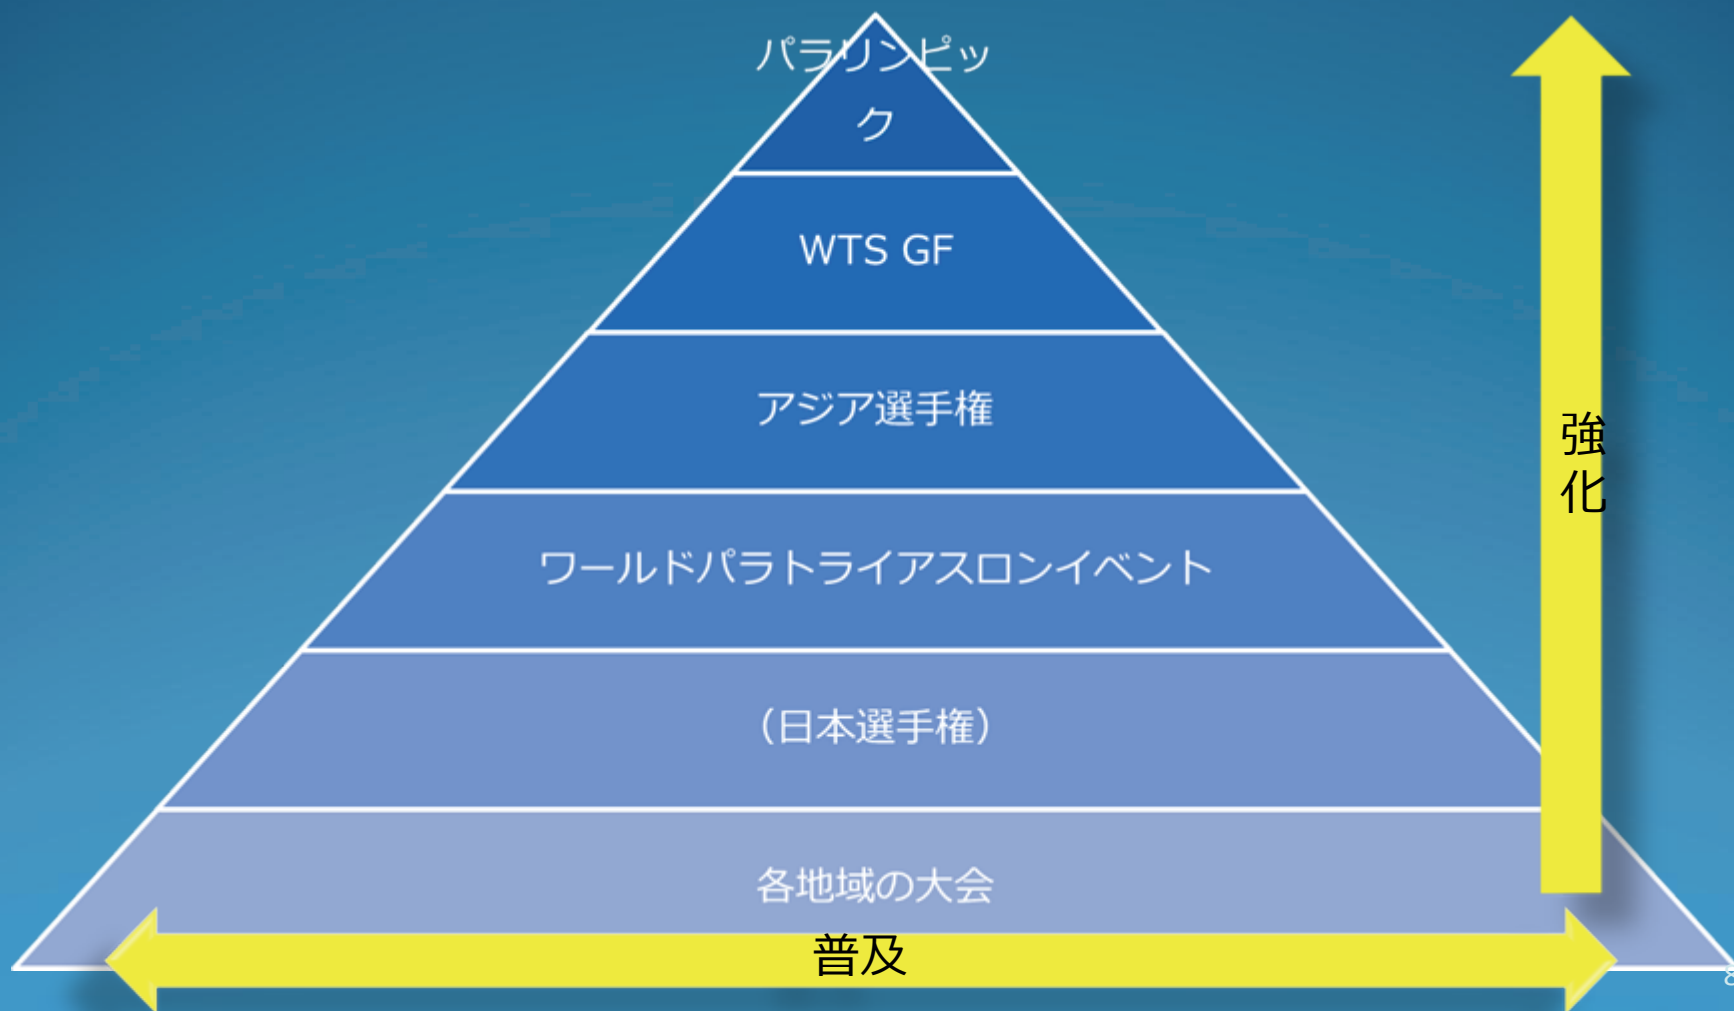 パラリンピッ
ク
WTS GF
アジア選手権
ワールドパラトライアスロンイベント
（日本選手権）
各地域の大会
普及
強
化